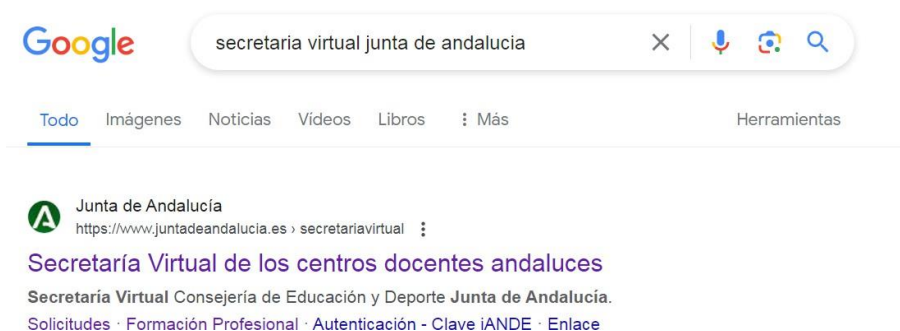 Google
secretaria virtual junta de andalucia
Todo Imágenes Noticias Vídeos Libros Más Herramientas
Junta de Andalucía
https://www.juntadeandalucia.es › secretariavirtual
Secretaría Virtual de los centros docentes andaluces
Secretaría Virtual Consejería de Educación y Deporte Junta de Andalucía.
Solicitudes · Formación Profesional · Autenticación - Clave iANDE · Enlace